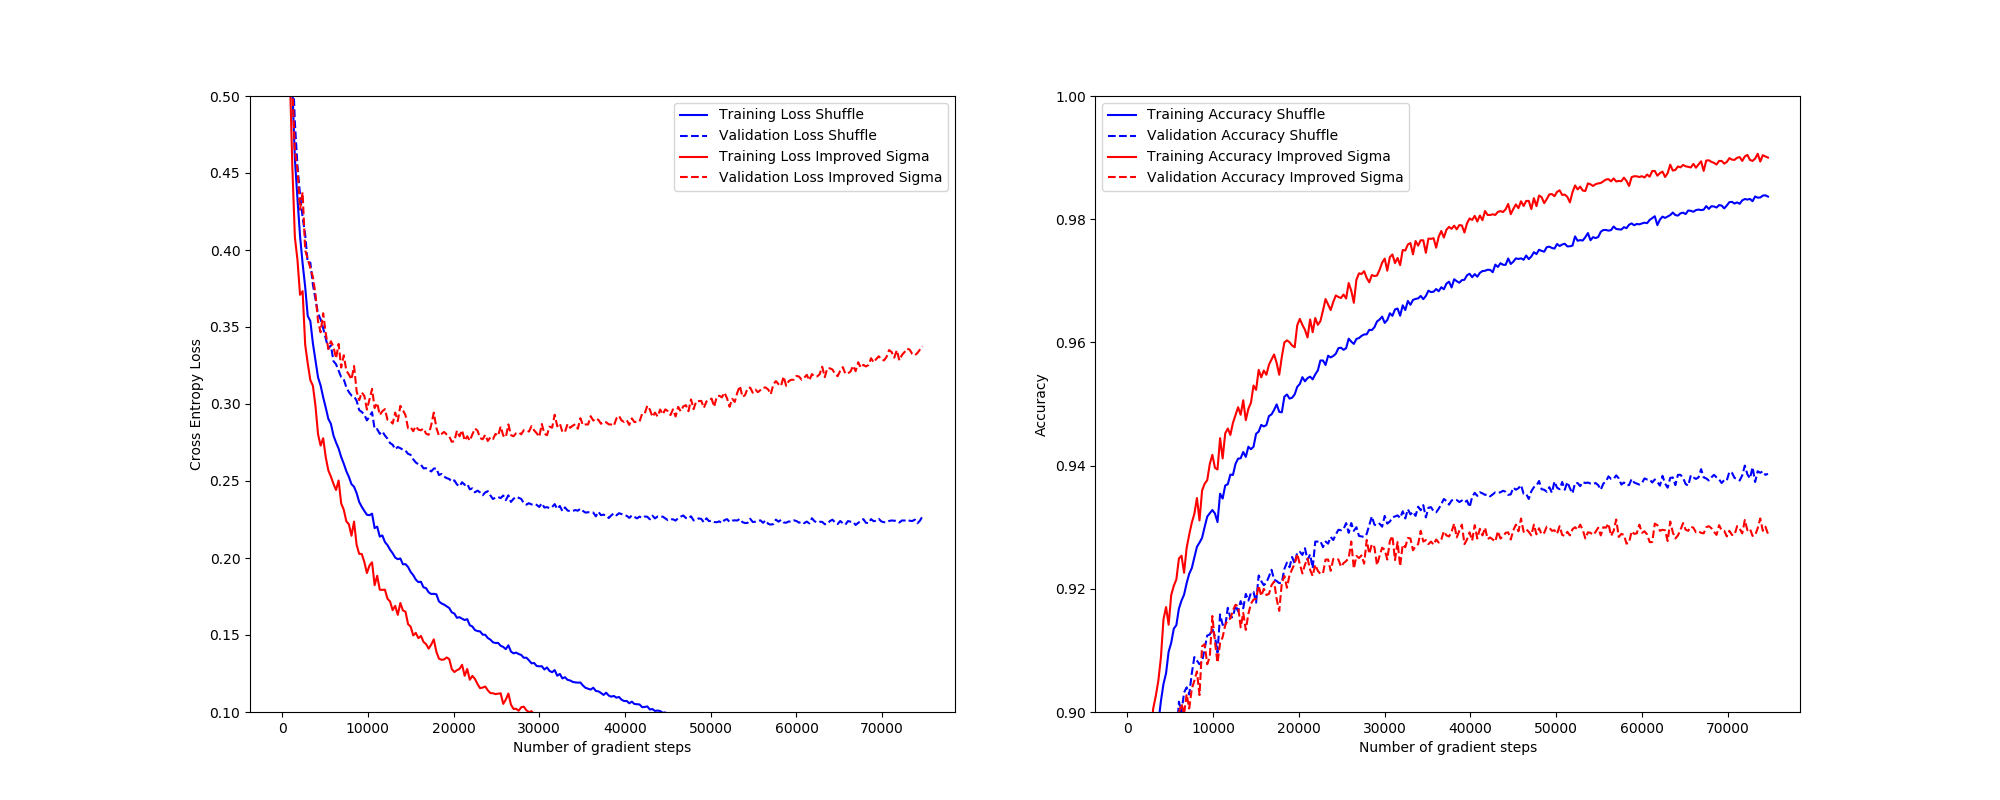 Training Loss Shuffle
Validation Loss Shuffle
Training Loss Improved Sigma
Validation Loss Improved Sigma
0.50
0.45
0.40
0.35
0.30
0.25
0.20
0.15
0.10
Cross Entropy Loss
0 10000 20000 30000 40000 50000 60000 70000
Number of gradient steps
Training Accuracy Shuffle
Validation Accuracy Shuffle
Training Accuracy Improved Sigma
Validation Accuracy Improved Sigma
1.00
0.98
0.96
0.94
0.92
0.90
Accuracy
0 10000 20000 30000 40000 50000 60000 70000
Number of gradient steps